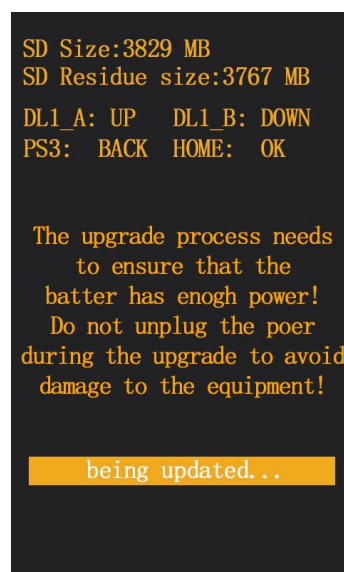 SD Size:3829 MB
SD Residue size:3767 MB
DL1_A: UP DL1_B: DOWN
PS3: BACK HOME: OK
The upgrade process needs
to ensure that the
batter has enogh power!
Do not unplug the poer
during the upgrade to avoid
damage to the equipment!
being updated...